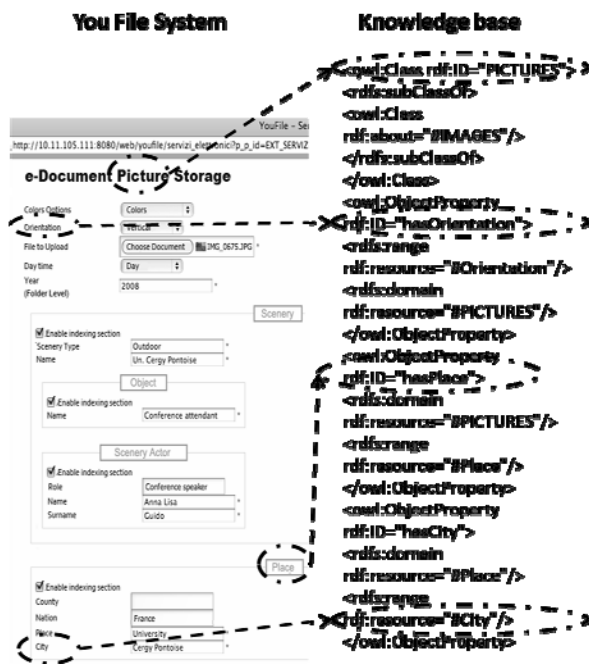 You File System
Knowledge base
YouFile - Se
http://10.11.105.111:8080/web/youfile/servizi_elettronici?p_p_id=EXT_SERVIZ
e-Document Picture Storage
Colors Options Colors
Orientation Vertical
File to Upload Choose Document IMG_0675.JPG *
Day time Day
Year
(Folder Level) 2008 *
Scenery
Enable indexing section
Scenery Type Outdoor *
Name Un. Cergy Pontoise *
Object
Enable indexing section
Name Conference attendant *
Scenery Actor
Enable indexing section
Role Conference speaker
Name Anna Lisa *
Surname Guido *
Place
Enable indexing section
County
Nation France *
Place University *
City Cergy Pontoise *
<owl:Class rdf:ID="PICTURES">
<rdfs:subClassOf>
<owl:Class
rdf:about="#IMAGES"/>
</rdfs:subClassOf>
</owl:Class>
<owl:ObjectProperty
rdf:ID="hasOrientation">
<rdfs:range
rdf:resource="#Orientation"/>
<rdfs:domain
rdf:resource="#PICTURES"/>
</owl:ObjectProperty>
<owl:ObjectProperty
rdf:ID="hasPlace">
<rdfs:domain
rdf:resource="#PICTURES"/>
<rdfs:range
rdf:resource="#Place"/>
</owl:ObjectProperty>
<owl:ObjectProperty
rdf:ID="hasCity">
<rdfs:domain
rdf:resource="#Place"/>
<rdfs:range
rdf:resource="#City"/>
</owl:ObjectProperty>